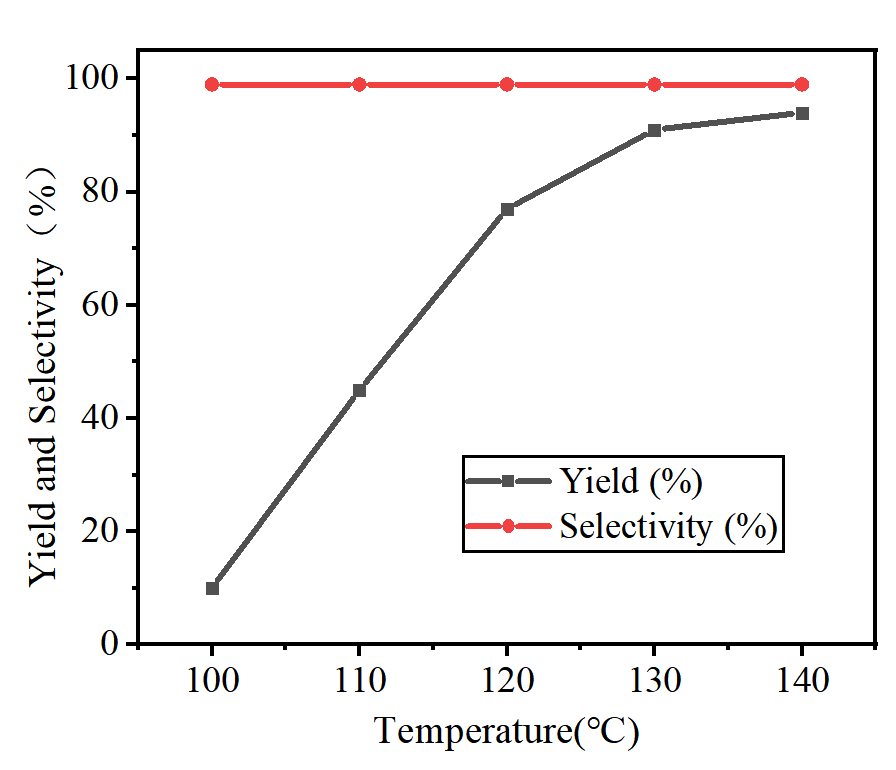 Yield and Selectivity（%）
100
80
60
40
20
0
Yield (%)
Selectivity (%)
100 110 120 130 140
Temperature(℃)